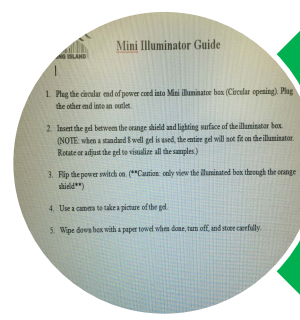 NG ISLAND
Mini Illuminator Guide
1. Plug the circular end of power cord into Mini illuminator box (Circular opening). Plug
the other end into an outlet.
2. Insert the gel between the orange shield and lighting surface of the illuminator box.
(NOTE: when a standard 8 well gel is used, the entire gel will not fit on the illuminator.
Rotate or adjust the gel to visualize all the samples.)
3. Flip the power switch on. (**Caution: only view the illuminated box through the orange
shield**)
4. Use a camera to take a picture of the gel.
5. Wipe down box with a paper towel when done, turn off, and store carefully.